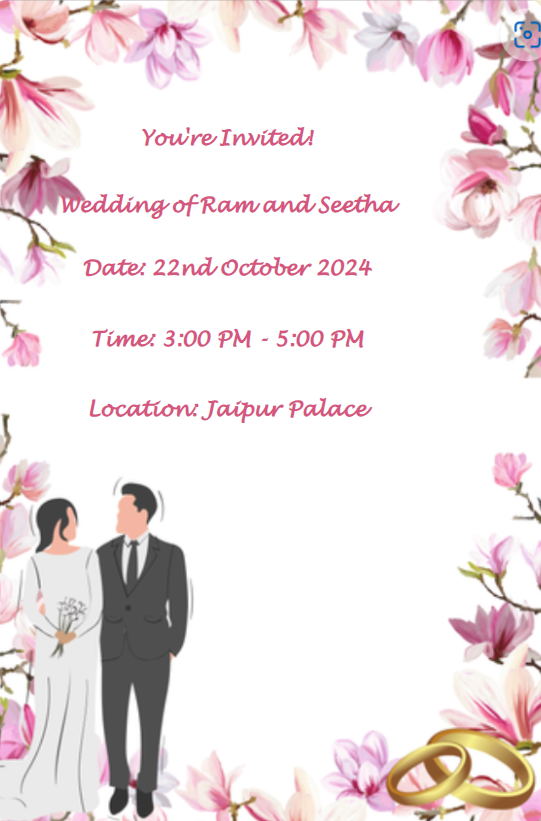 You're Invited!
Wedding of Ram and Seetha
Date: 22nd October 2024
Time: 3:00 PM - 5:00 PM
Location: Jaipur Palace